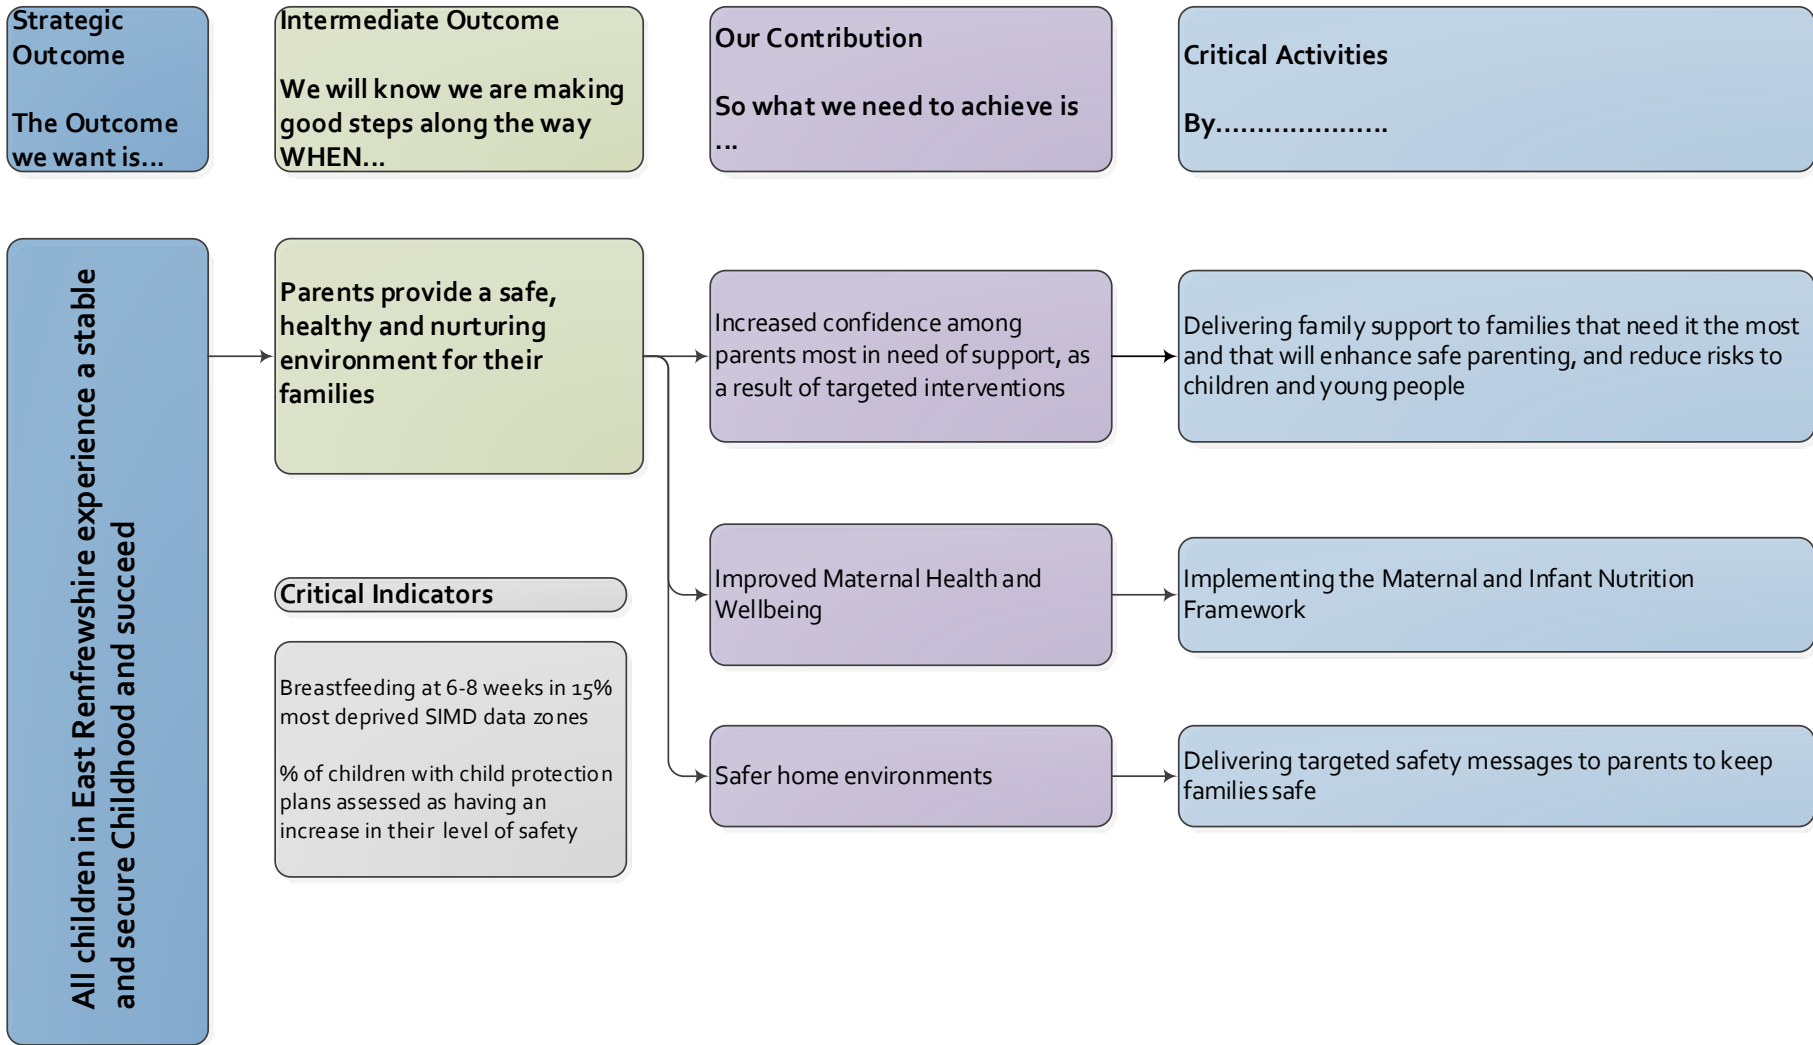 Strategic
Outcome
The Outcome
we want is...
Intermediate Outcome
We will know we are making
good steps along the way
WHEN...
Our Contribution
So what we need to achieve is
...
Critical Activities
By.....................
All children in East Renfrewshire experience a stable
and secure Childhood and succeed
Parents provide a safe,
healthy and nurturing
environment for their
families
Critical Indicators
Breastfeeding at 6-8 weeks in 15%
most deprived SIMD data zones
% of children with child protection
plans assessed as having an
increase in their level of safety
Increased confidence among
parents most in need of support, as
a result of targeted interventions
Delivering family support to families that need it the most
and that will enhance safe parenting, and reduce risks to
children and young people
Improved Maternal Health and
Wellbeing
Implementing the Maternal and Infant Nutrition
Framework
Safer home environments
Delivering targeted safety messages to parents to keep
families safe